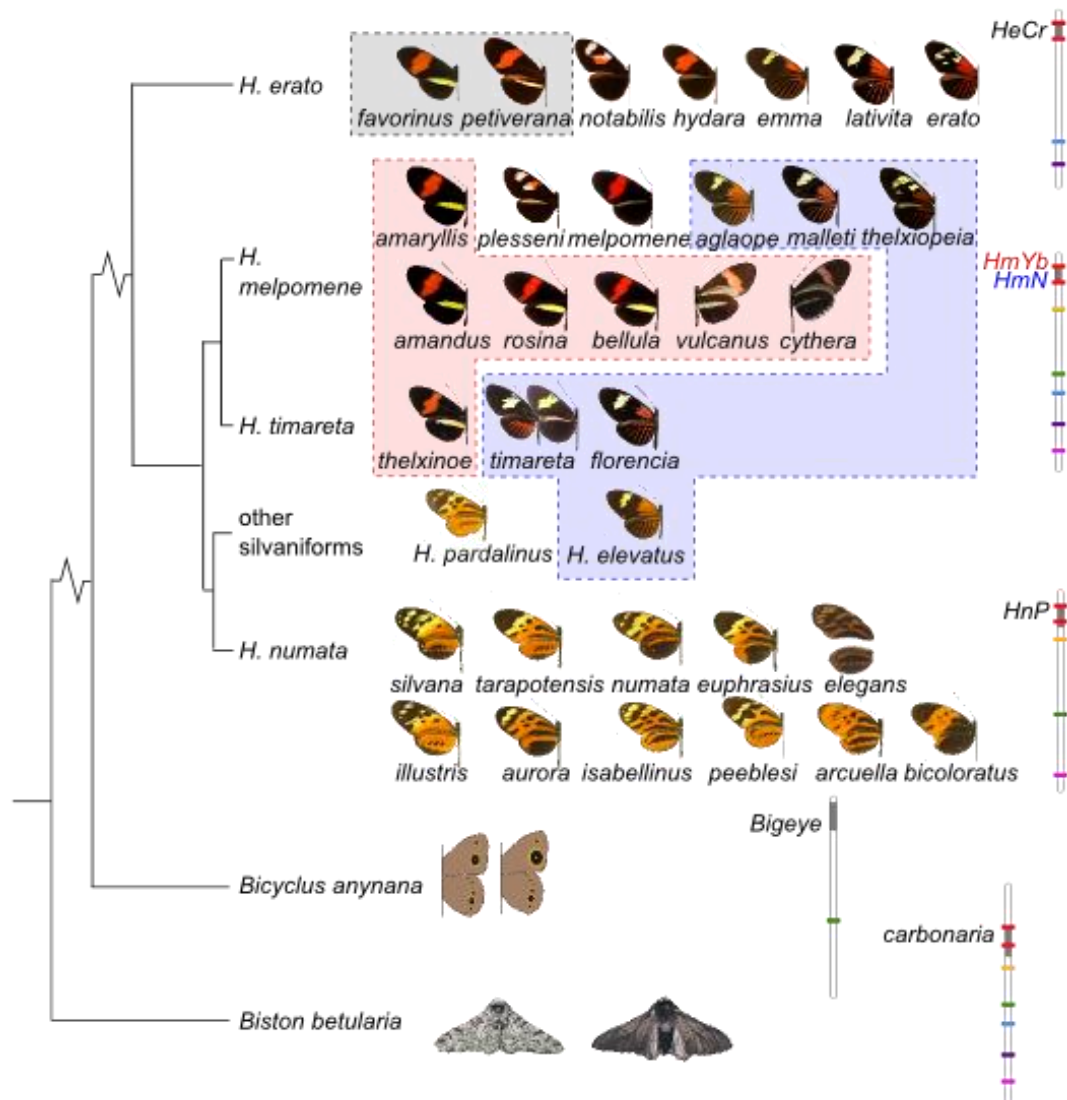 HeCr
H. erato
favorinus petiverana notabilis hydara emma lativita erato
amaryllis plesseni melpomene aglaope malleti thelxiopeia
H.
melpomene
HmYb
HmN
amandus rosina bellula vulcanus cythera
H. timareta
thelxinoe timareta florencia
other
silvaniforms
H. pardalinus H. elevatus
HnP
H. numata
silvana tarapotensis numata euphrasius elegans
illustris aurora isabellinus peeblesi arcuella bicoloratus
Bigeye
Bicyclus anynana
carbonaria
Biston betularia